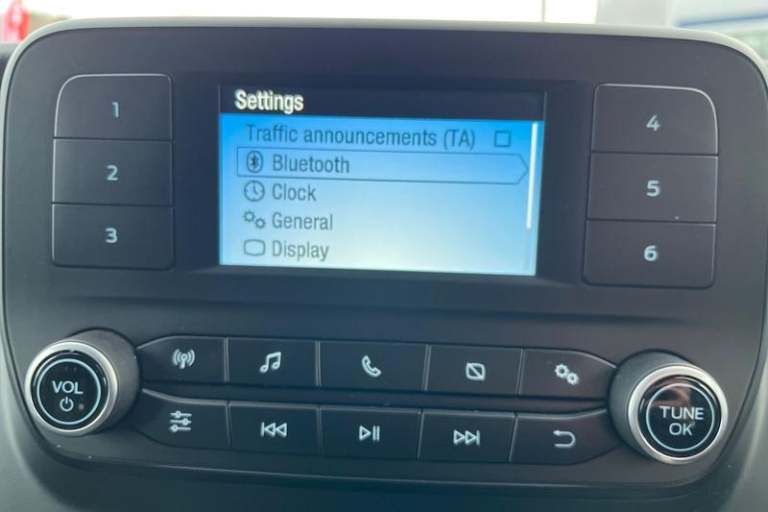 Settings
Traffic announcements (TA)
Bluetooth
Clock
General
Display
1
2
3
4
5
6
VOL
TUNE
OK